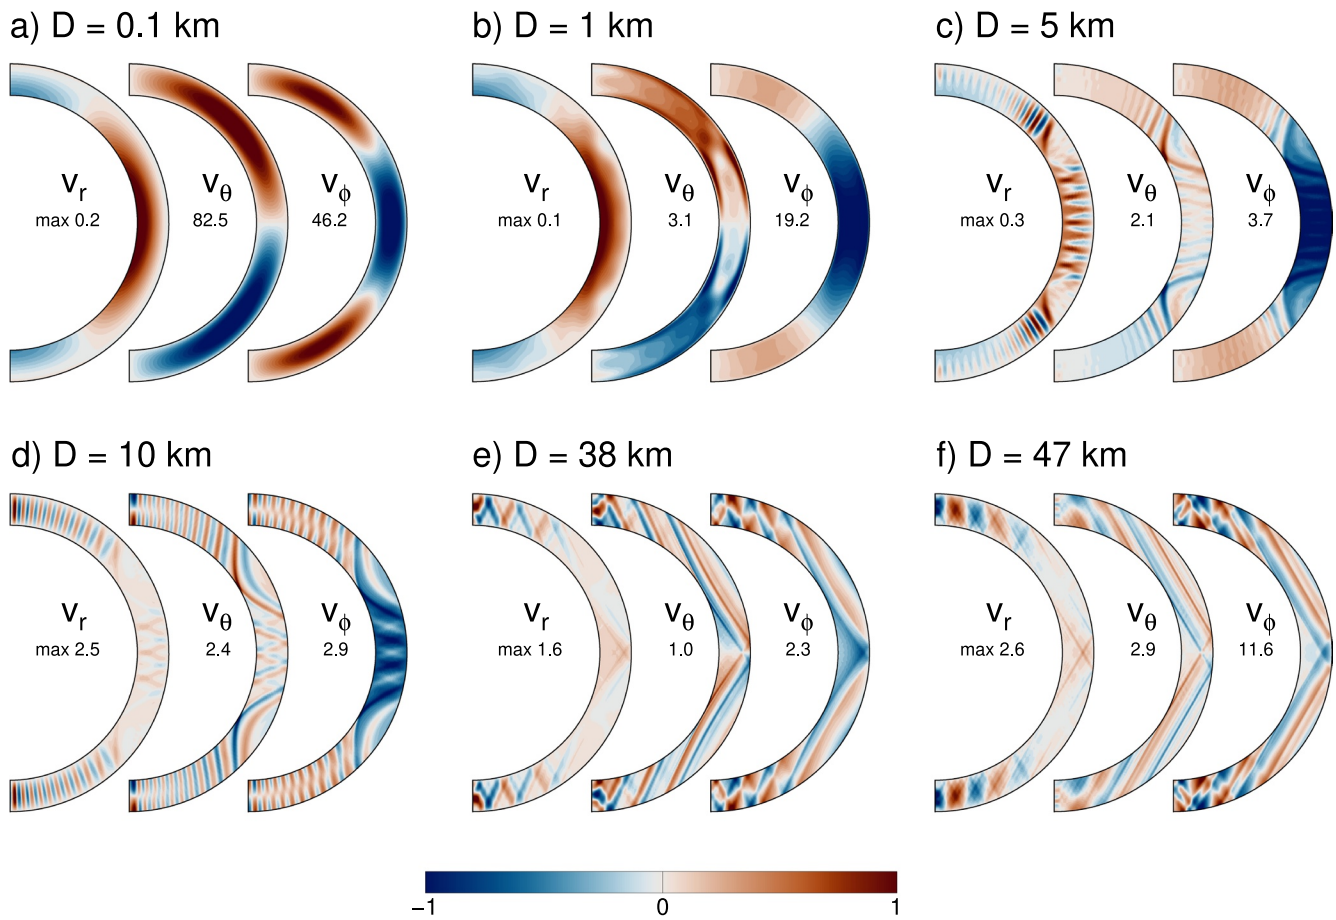 a) D = 0.1 km
b) D = 1 km
c) D = 5 km
v_r
v_θ
v_ϕ
max 0.2
82.5
46.2
v_r
v_θ
v_ϕ
max 0.1
3.1
19.2
v_r
v_θ
v_ϕ
max 0.3
2.1
3.7
d) D = 10 km
e) D = 38 km
f) D = 47 km
v_r
v_θ
v_ϕ
max 2.5
2.4
2.9
v_r
v_θ
v_ϕ
max 1.6
1.0
2.3
v_r
v_θ
v_ϕ
max 2.6
2.9
11.6
−1
0
1